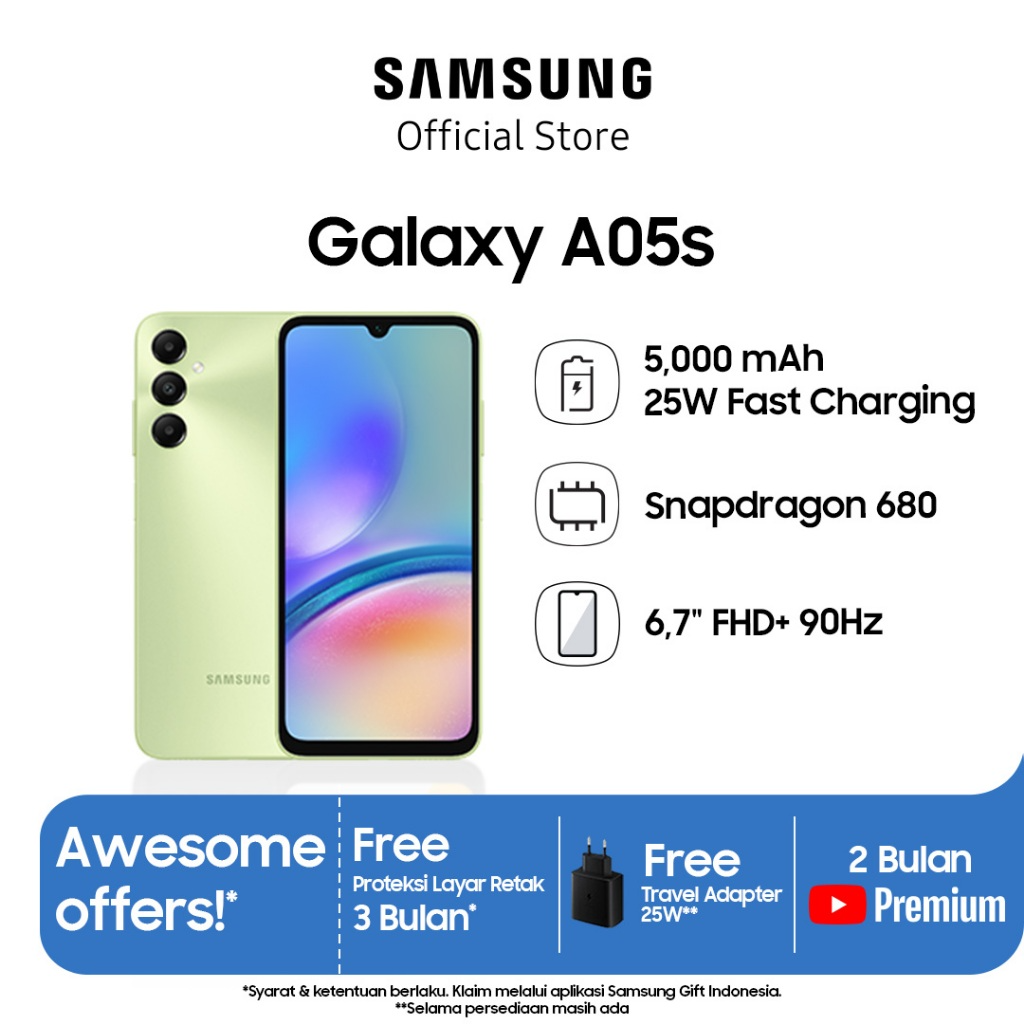 SAMSUNG
Official Store
Galaxy A05s
5,000 mAh
25W Fast Charging
Snapdragon 680
6,7" FHD+ 90Hz
SAMSUNG
Awesome
offers!*
Free
Proteksi Layar Retak
3 Bulan*
Free
Travel Adapter
25W**
2 Bulan
Premium
*Syarat & ketentuan berlaku. Klaim melalui aplikasi Samsung Gift Indonesia.
**Selama persediaan masih ada